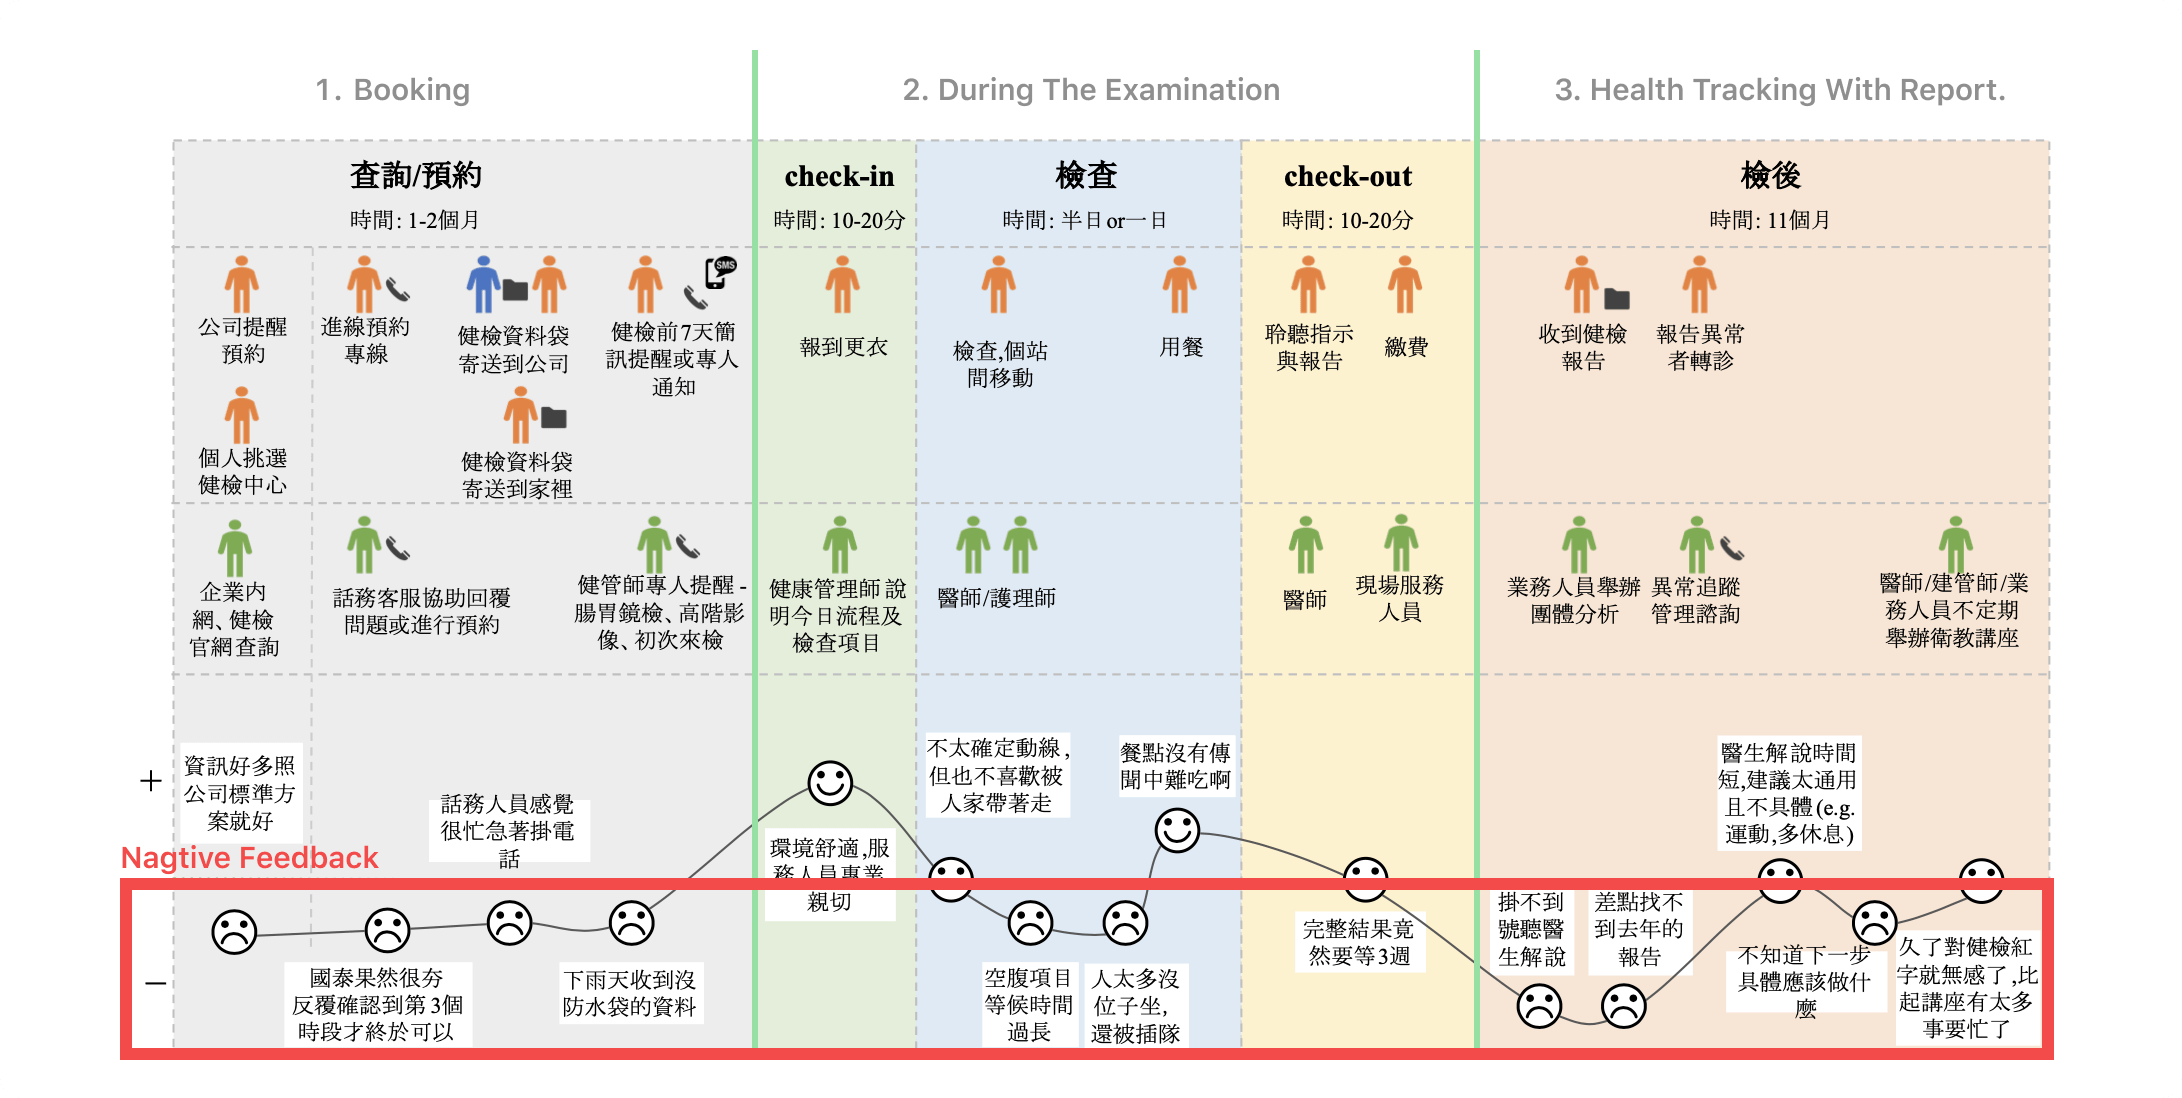 1. Booking
2. During The Examination
3. Health Tracking With Report.
查詢/預約
時間: 1-2個月
check-in
時間: 10-20分
檢查
時間: 半日or一日
check-out
時間: 10-20分
檢後
時間: 11個月
公司提醒
預約
進線預約
專線
健檢資料袋
寄送到公司
SMS
健檢前7天簡
訊提醒或專人
通知
報到更衣
檢查,個站
間移動
用餐
聆聽指示
與報告
繳費
收到健檢
報告
報告異常
者轉診
個人挑選
健檢中心
健檢資料袋
寄送到家裡
企業內
網、健檢
官網查詢
話務客服協助回覆
問題或進行預約
健管師專人提醒 -
腸胃鏡檢、高階影
像、初次來檢
健康管理師 說
明今日流程及
檢查項目
醫師/護理師
醫師
現場服務
人員
業務人員舉辦
團體分析
異常追蹤
管理諮詢
醫師/建管師/業
務人員不定期
舉辦衛教講座
+
資訊好多照
公司標準方
案就好
話務人員感覺
很忙急著掛電
話
環境舒適,服
務人員專業
親切
不太確定動線,
但也不喜歡被
人家帶著走
餐點沒有傳
聞中難吃啊
醫生解說時間
短,建議太通用
且不具體(e.g.
運動,多休息)
Nagtive Feedback
−
國泰果然很夯
反覆確認到第3個
時段才終於可以
下雨天收到沒
防水袋的資料
空腹項目
等候時間
過長
人太多沒
位子坐,
還被插隊
完整結果竟
然要等3週
掛不到
號聽醫
生解說
差點找不
到去年的
報告
不知道下一步
具體應該做什
麼
久了對健檢紅
字就無感了,比
起講座有太多
事要忙了